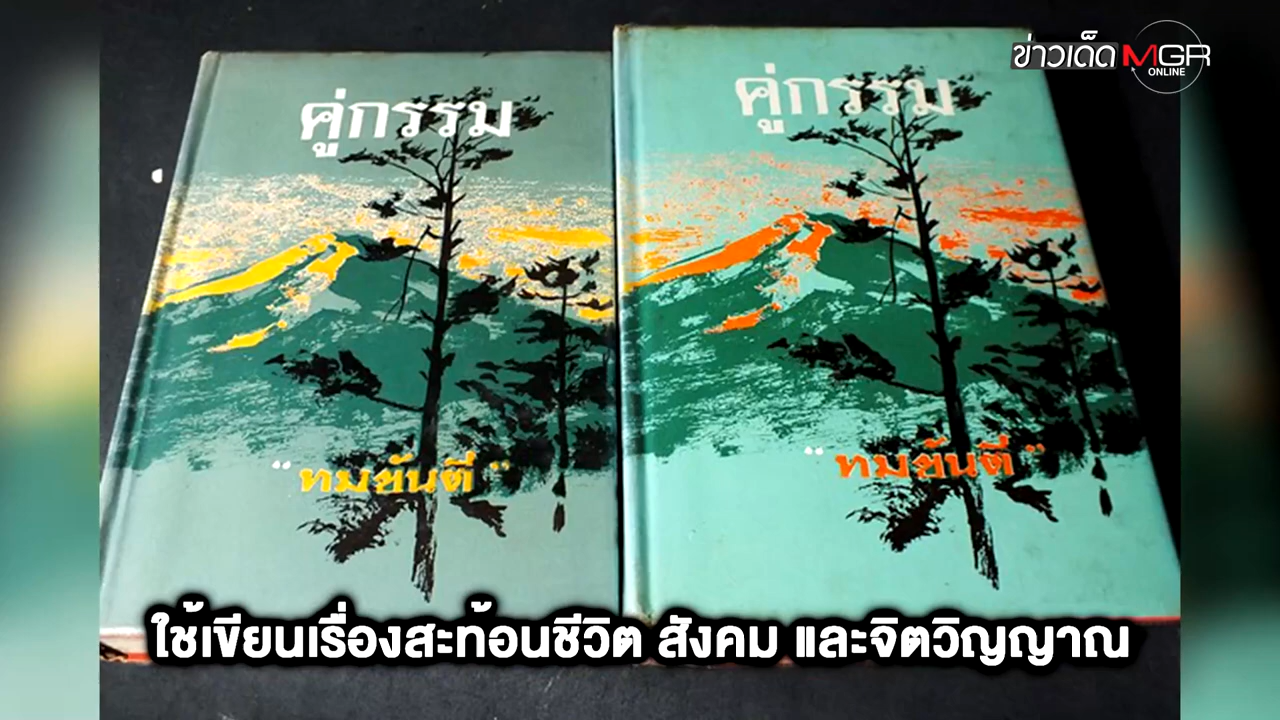 ข่าวเด็ด MGR
ONLINE
คู่กรรม
"ทมยันตี"
คู่กรรม
"ทมยันตี"
ใช้เขียนเรื่องสะท้อนชีวิต สังคม และจิตวิญญาณ